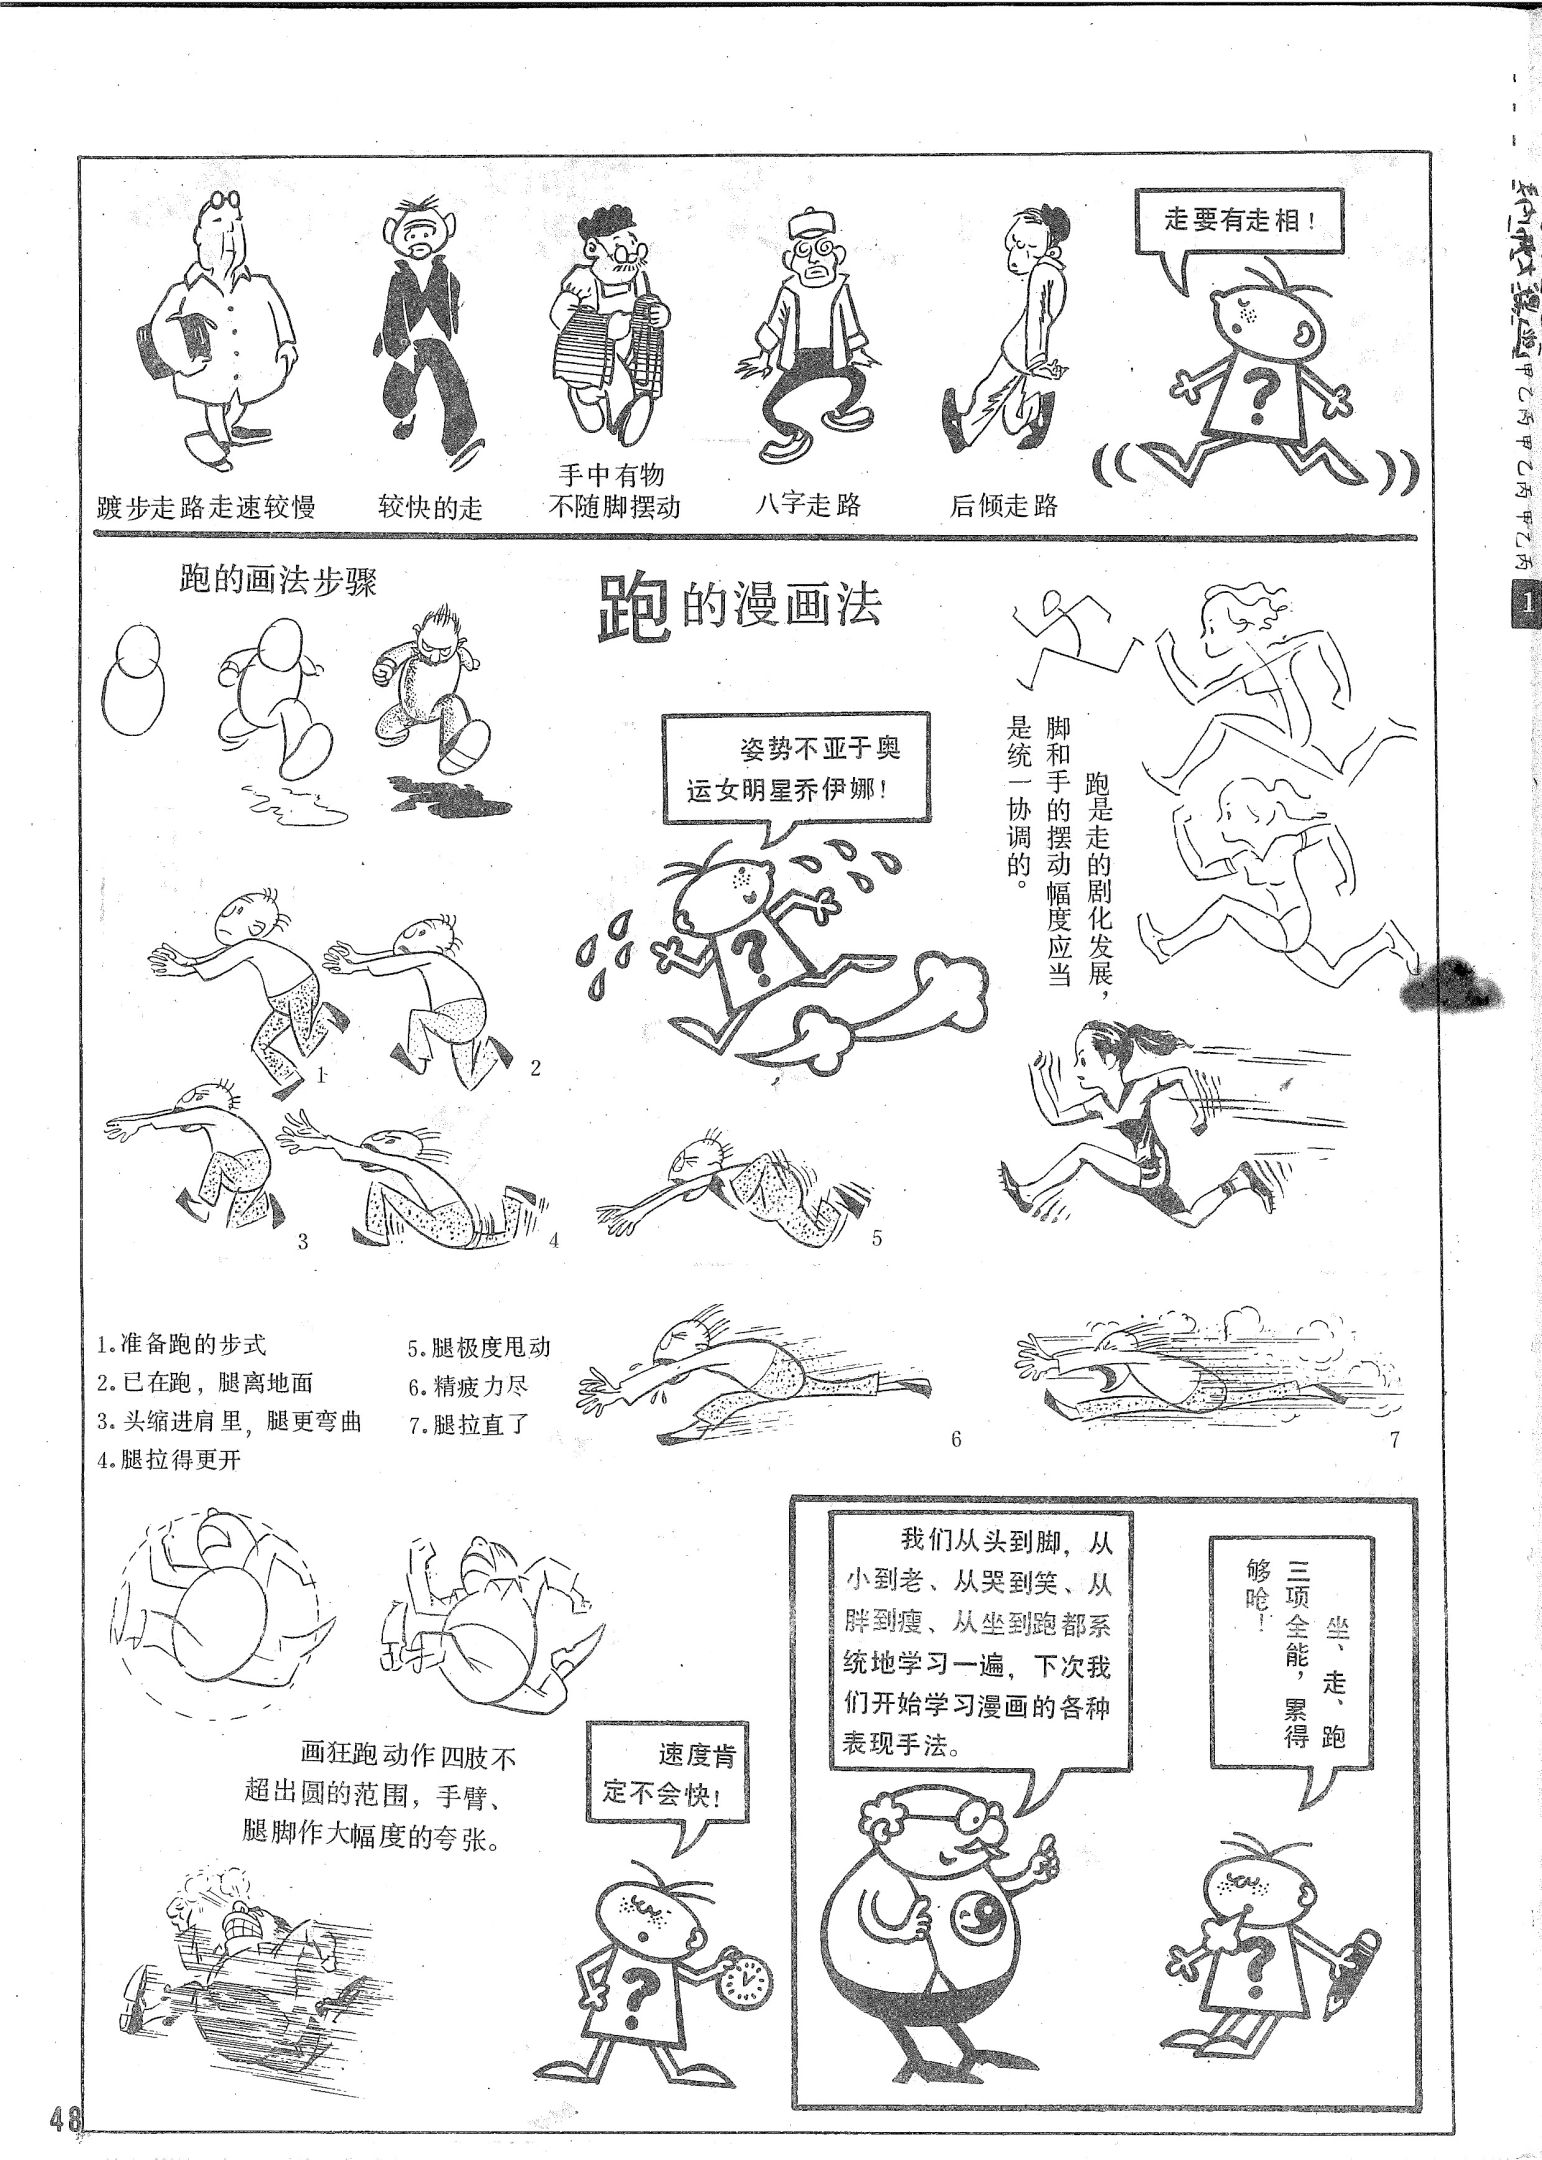 走要有走相！
踱步走路走速较慢
较快的走
手中有物
不随脚摆动
八字走路
后倾走路
跑的画法步骤
跑的漫画法
姿势不亚于奥
运女明星乔伊娜！
跑是走的剧化发展，
脚和手的摆动幅度应当
是统一协调的。
1
2
3
4
5
1.准备跑的步式
2.已在跑，腿离地面
3.头缩进肩里，腿更弯曲
4.腿拉得更开
5.腿极度甩动
6.精疲力尽
7.腿拉直了
6
7
画狂跑动作四肢不
超出圆的范围，手臂、
腿脚作大幅度的夸张。
速度肯
定不会快！
我们从头到脚，从
小到老、从哭到笑、从
胖到瘦、从坐到跑都系
统地学习一遍，下次我
们开始学习漫画的各种
表现手法。
坐、走、跑
三项全能，累得
够呛！
甲乙丙甲乙丙甲乙丙
1
48